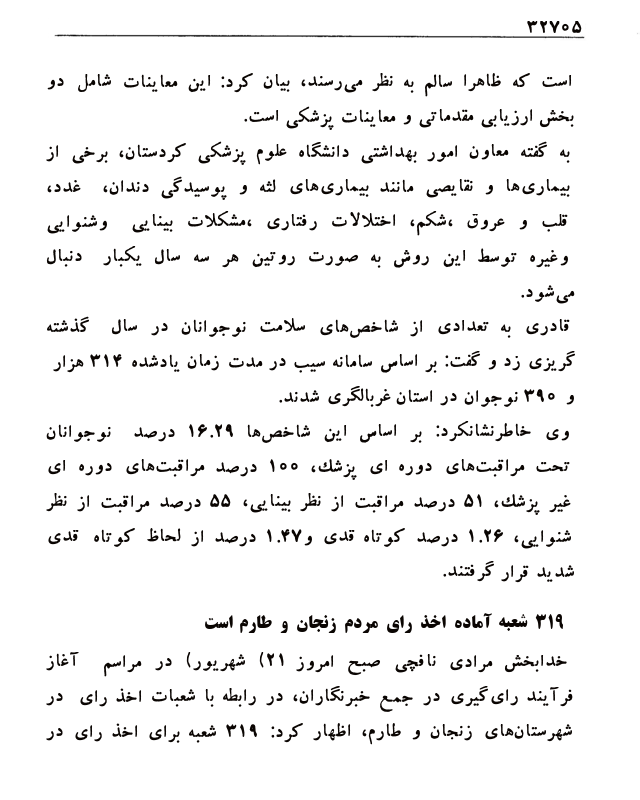 ۳۲۷۰۵
است که ظاهرا سالم به نظر می‌رسند، بیان کرد: این معاینات شامل دو
بخش ارزیابی مقدماتی و معاینات پزشکی است.
به گفته معاون امور بهداشتی دانشگاه علوم پزشکی کردستان، برخی از
بیماری‌ها و نقایصی مانند بیماری‌های لثه و پوسیدگی دندان، غدد،
قلب و عروق ،شکم، اختلالات رفتاری ،مشکلات بینایی وشنوایی
وغیره توسط این روش به صورت روتین هر سه سال یکبار دنبال
می‌شود.
قادری به تعدادی از شاخص‌های سلامت نوجوانان در سال گذشته
گریزی زد و گفت: بر اساس سامانه سیب در مدت زمان یادشده ۳۱۴ هزار
و ۳۹۰ نوجوان در استان غربالگری شدند.
وی خاطرنشانکرد: بر اساس این شاخص‌ها ۱۶.۲۹ درصد نوجوانان
تحت مراقبت‌های دوره ای پزشك، ۱۰۰ درصد مراقبت‌های دوره ای
غیر پزشك، ۵۱ درصد مراقبت از نظر بینایی، ۵۵ درصد مراقبت از نظر
شنوایی، ۱.۲۶ درصد کوتاه قدی و۱.۴۷ درصد از لحاظ کوتاه قدی
شدید قرار گرفتند.
۳۱۹ شعبه آماده اخذ رای مردم زنجان و طارم است
خدابخش مرادی نافچی صبح امروز ۲۱) شهریور) در مراسم آغاز
فرآیند رای‌گیری در جمع خبرنگاران، در رابطه با شعبات اخذ رای در
شهرستان‌های زنجان و طارم، اظهار کرد: ۳۱۹ شعبه برای اخذ رای در